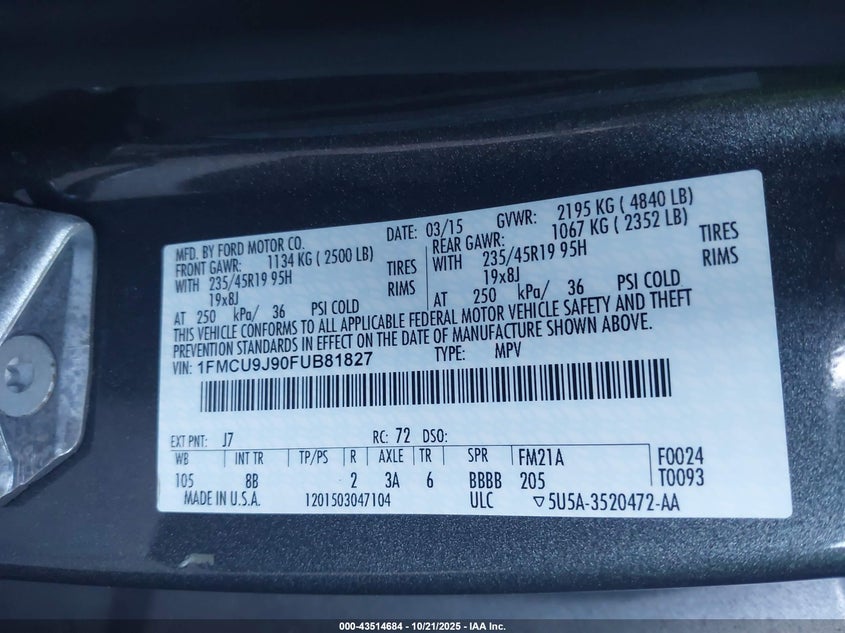 MFD. BY FORD MOTOR CO. DATE: 03/15 GVWR: 2195 KG ( 4840 LB)
FRONT GAWR: 1134 KG ( 2500 LB) REAR GAWR: 1067 KG ( 2352 LB)
WITH 235/45R19 95H TIRES WITH 235/45R19 95H TIRES
19x8J RIMS 19x8J RIMS
AT 250 kPa/ 36 PSI COLD AT 250 kPa/ 36 PSI COLD
THIS VEHICLE CONFORMS TO ALL APPLICABLE FEDERAL MOTOR VEHICLE SAFETY AND THEFT
PREVENTION STANDARDS IN EFFECT ON THE DATE OF MANUFACTURE SHOWN ABOVE.
VIN: 1FMCU9J90FUB81827 TYPE: MPV
EXT PNT: J7 RC: 72 DSO:
WB INT TR TP/PS R AXLE TR SPR FM21A F0024
105 8B 2 3A 6 BBBB 205 T0093
MADE IN U.S.A. 1201503047104 ULC ▽5U5A-3520472-AA
000-43514684 - 10/21/2025 - IAA Inc.